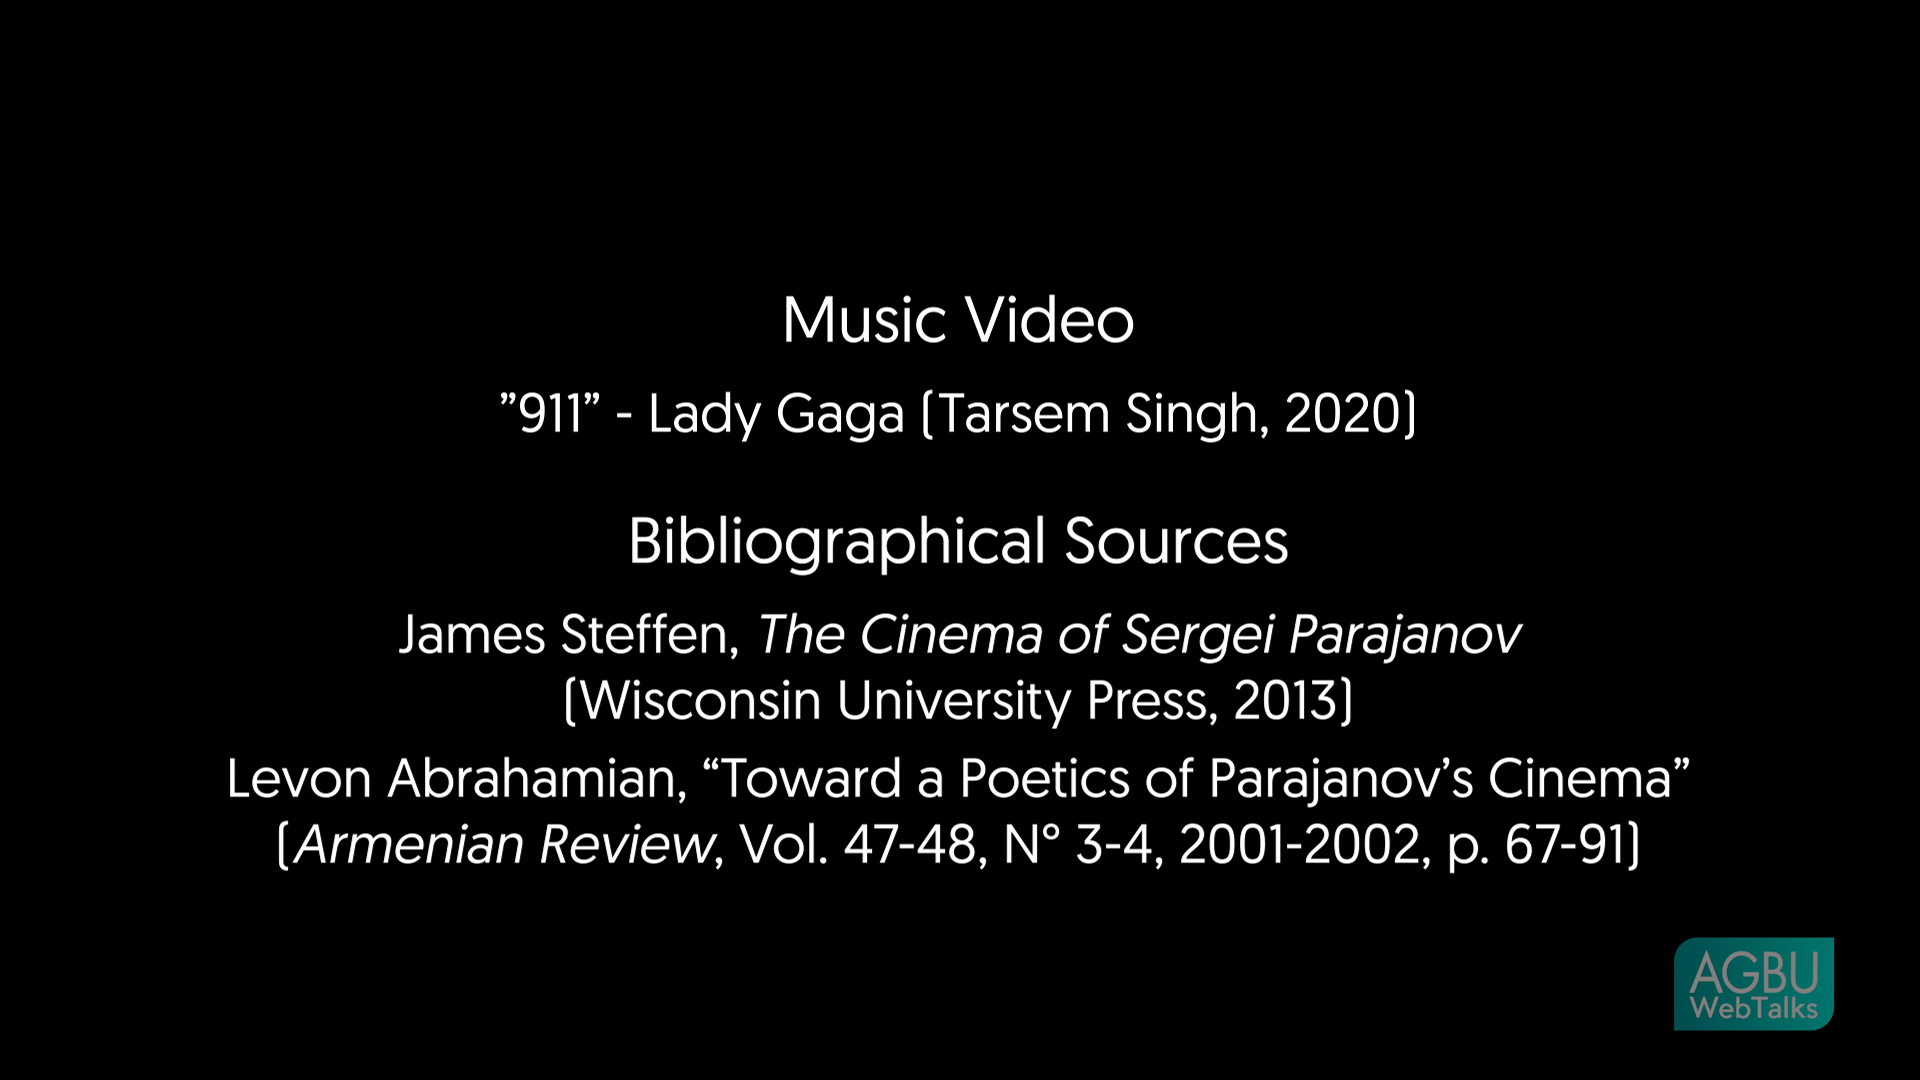 Music Video
”911” - Lady Gaga (Tarsem Singh, 2020)
Bibliographical Sources
James Steffen, The Cinema of Sergei Parajanov
(Wisconsin University Press, 2013)
Levon Abrahamian, “Toward a Poetics of Parajanov’s Cinema”
(Armenian Review, Vol. 47-48, N° 3-4, 2001-2002, p. 67-91)
AGBU
WebTalks